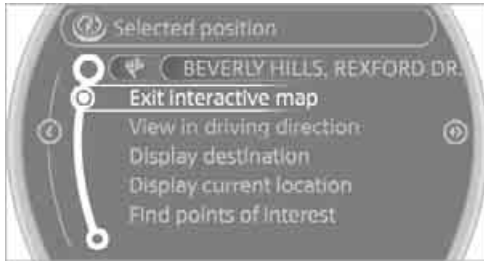 Selected position
BEVERLY HILLS, REXFORD DR.
Exit interactive map
View in driving direction
Display destination
Display current location
Find points of interest